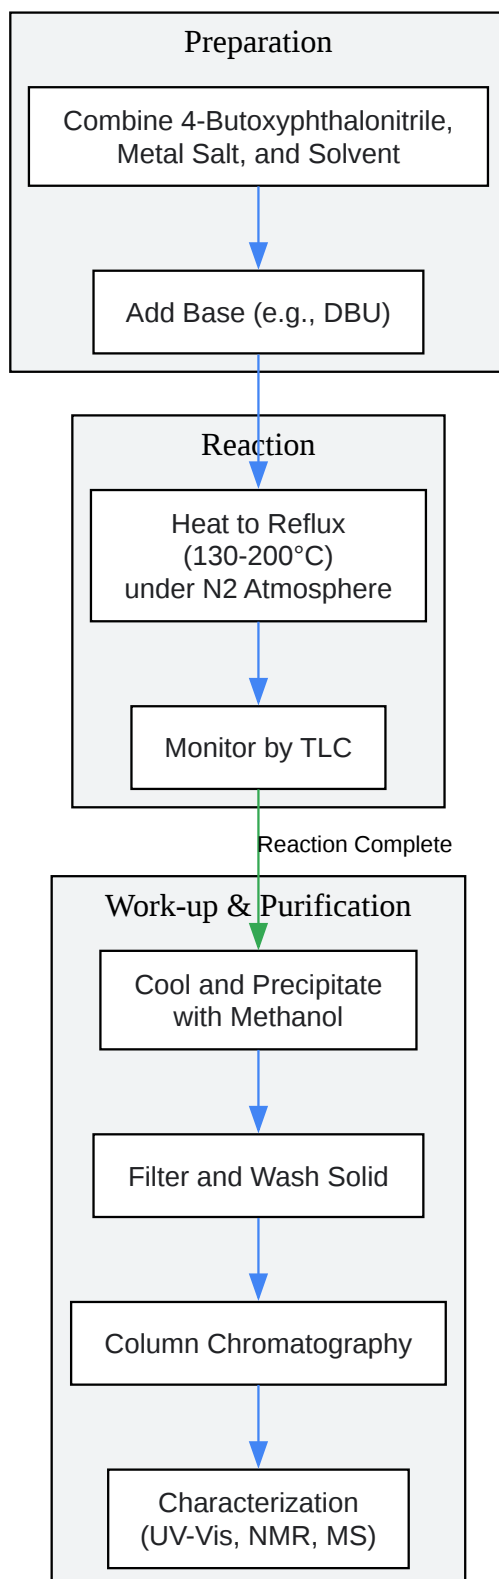 Preparation
Combine 4-Butoxyphthalonitrile,
Metal Salt, and Solvent
Add Base (e.g., DBU)
Reaction
Heat to Reflux
(130-200°C)
under N2 Atmosphere
Monitor by TLC
Reaction Complete
Work-up & Purification
Cool and Precipitate
with Methanol
Filter and Wash Solid
Column Chromatography
Characterization
(UV-Vis, NMR, MS)